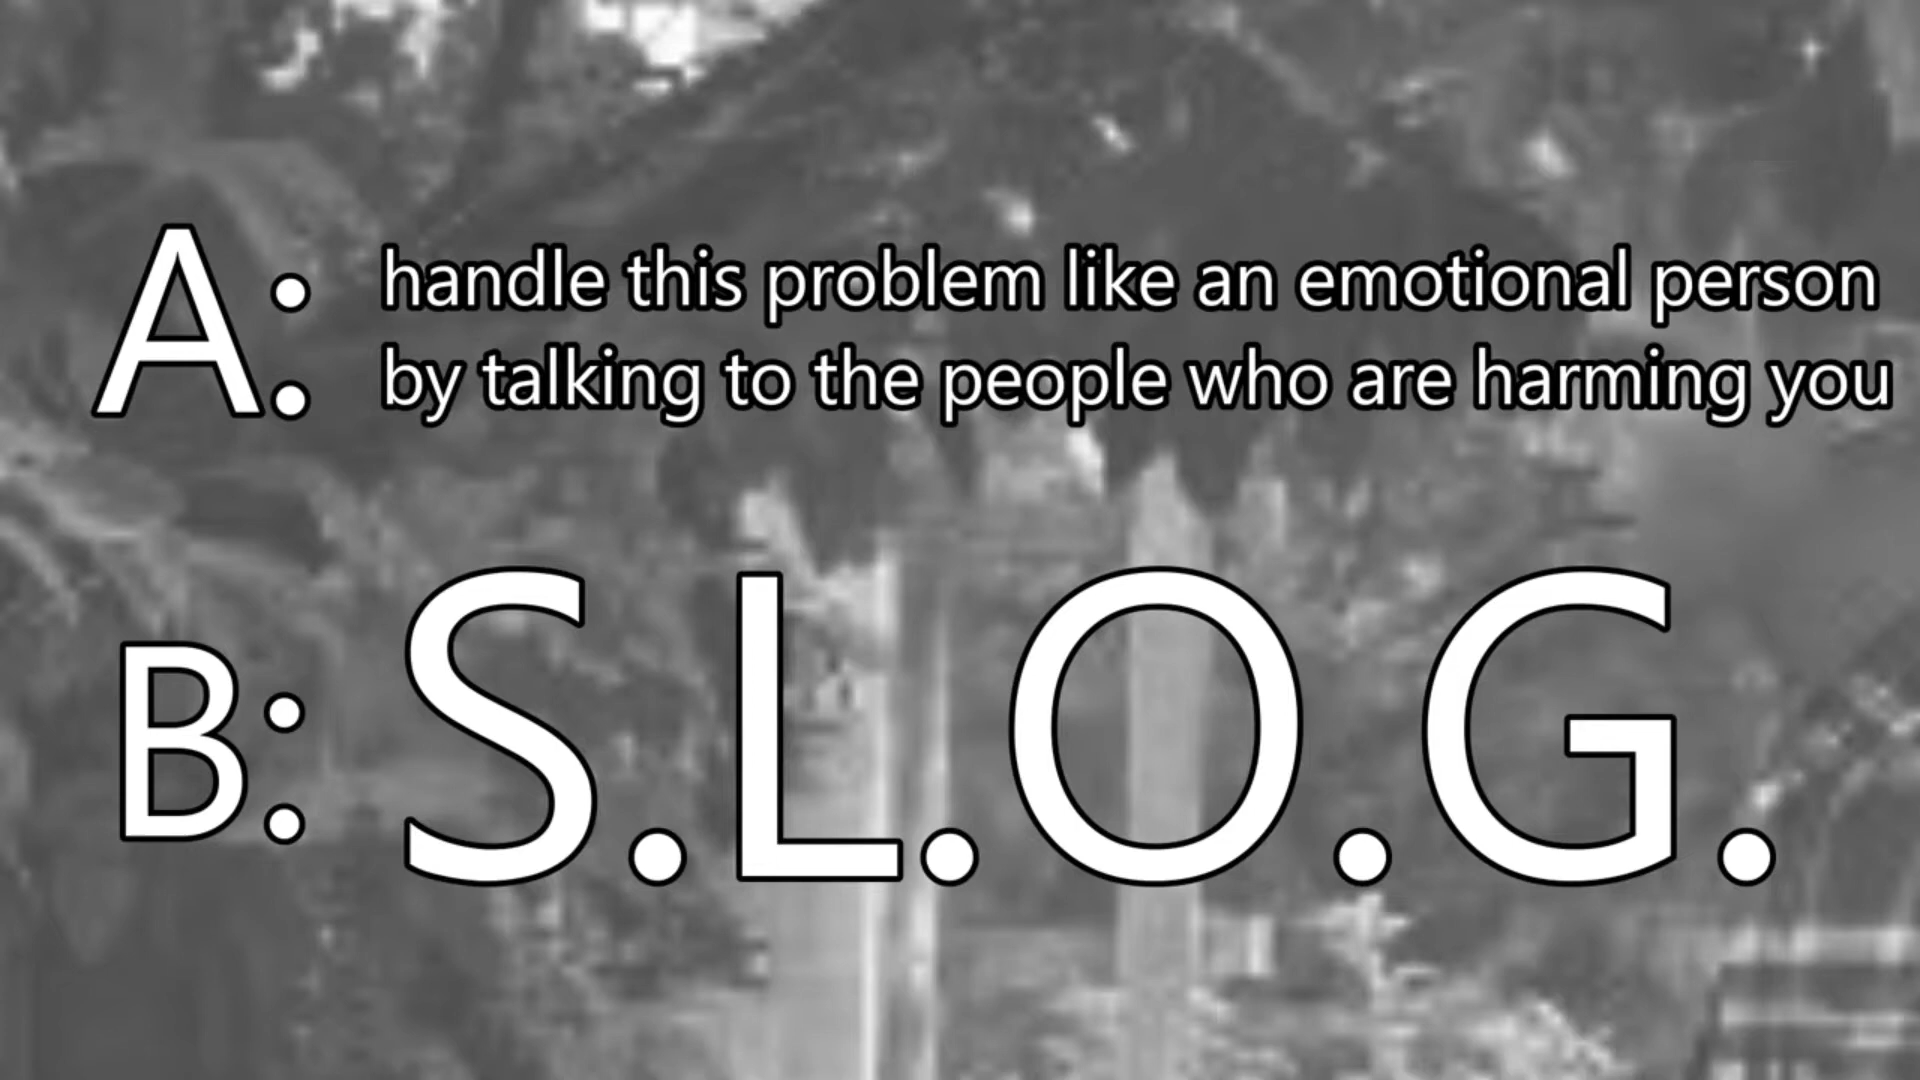 A: handle this problem like an emotional person
by talking to the people who are harming you
B: S.L.O.G.